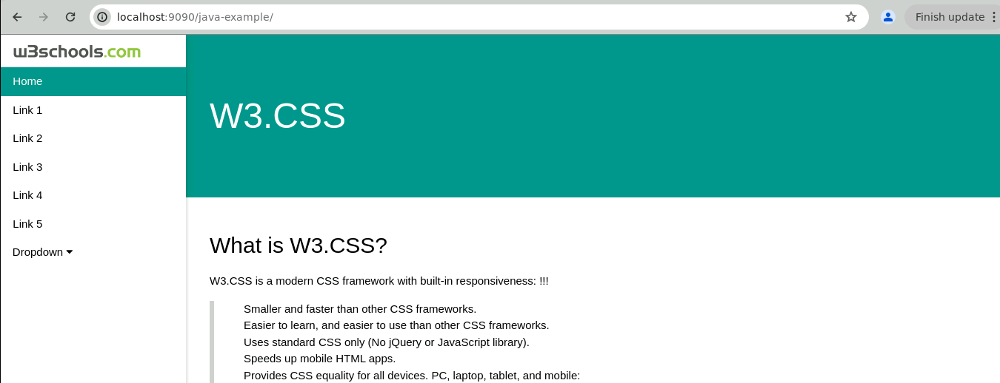 localhost:9090/java-example/
Finish update
w3schools.com
Home
Link 1
Link 2
Link 3
Link 4
Link 5
Dropdown
W3.CSS
What is W3.CSS?
W3.CSS is a modern CSS framework with built-in responsiveness: !!!
Smaller and faster than other CSS frameworks.
Easier to learn, and easier to use than other CSS frameworks.
Uses standard CSS only (No jQuery or JavaScript library).
Speeds up mobile HTML apps.
Provides CSS equality for all devices. PC, laptop, tablet, and mobile: